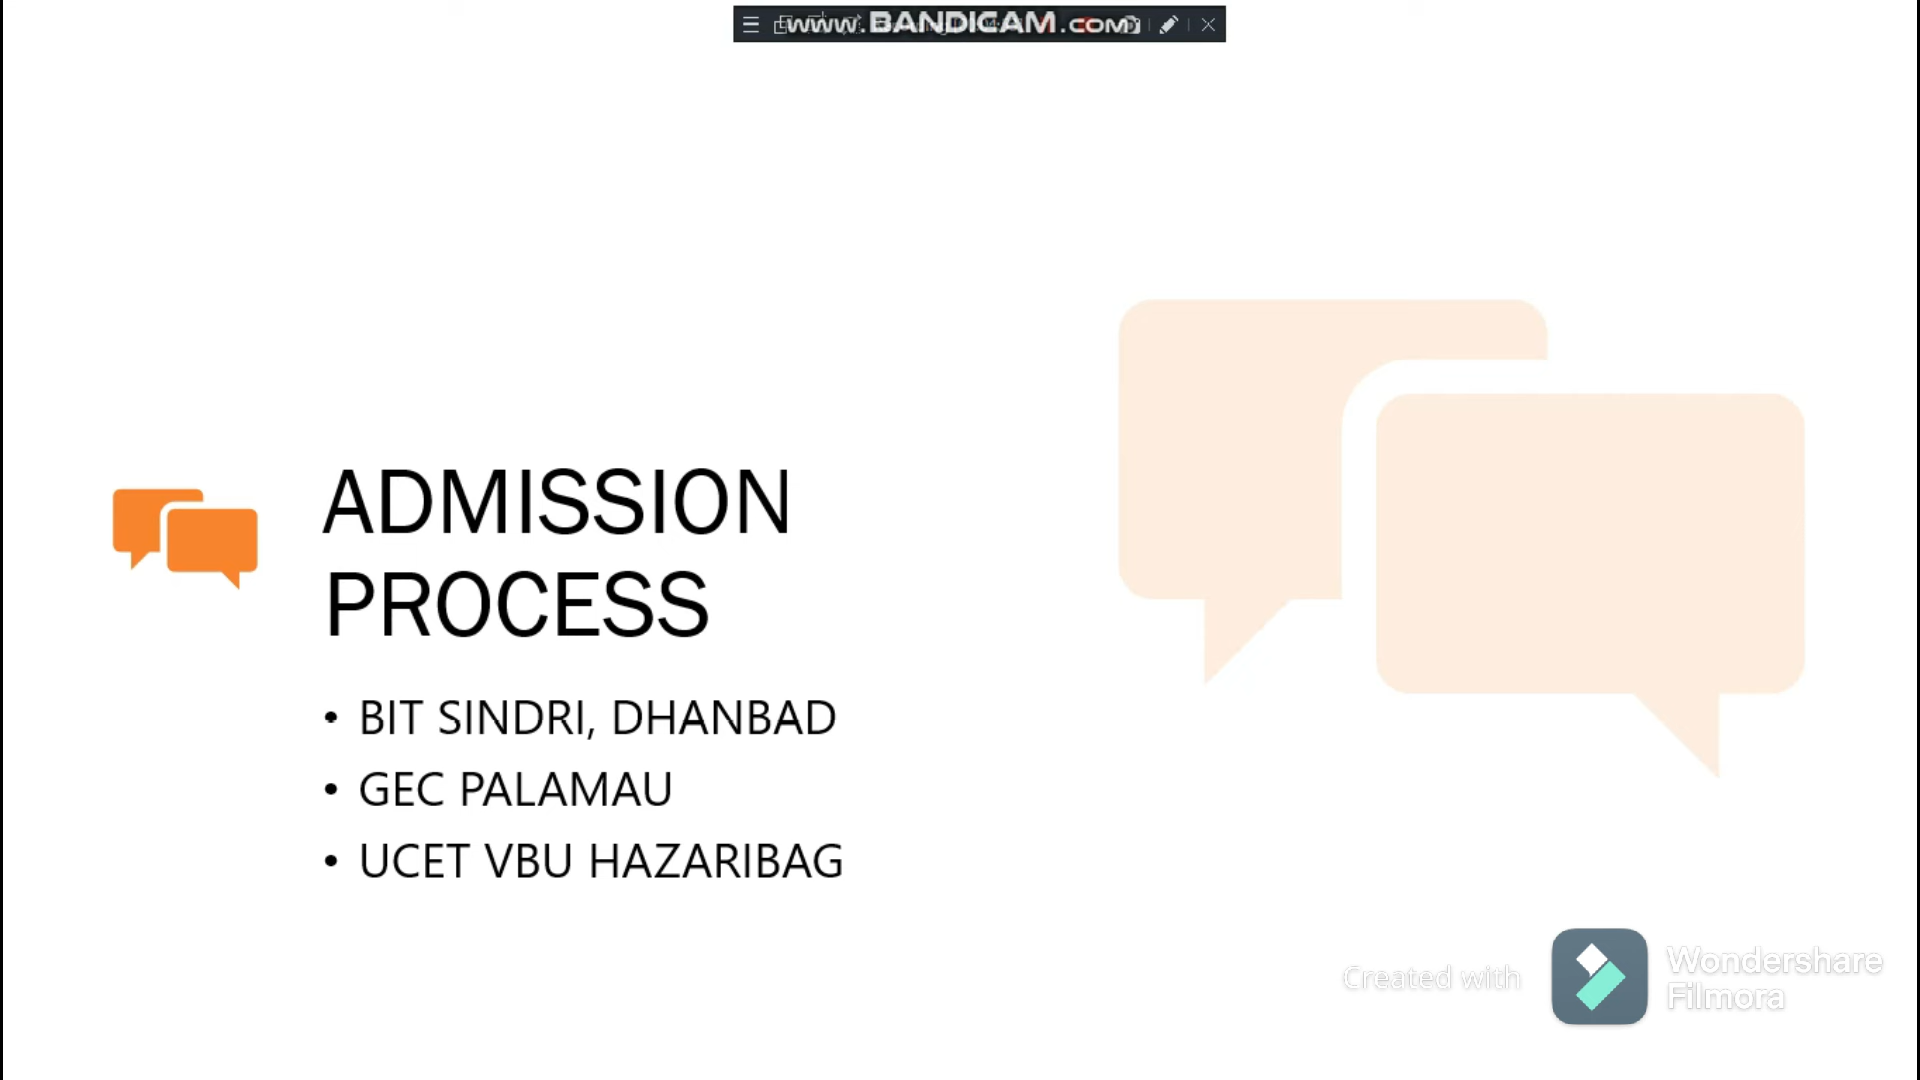 www.BANDICAM.com
ADMISSION
PROCESS
• BIT SINDRI, DHANBAD
• GEC PALAMAU
• UCET VBU HAZARIBAG
Created with
Wondershare
Filmora